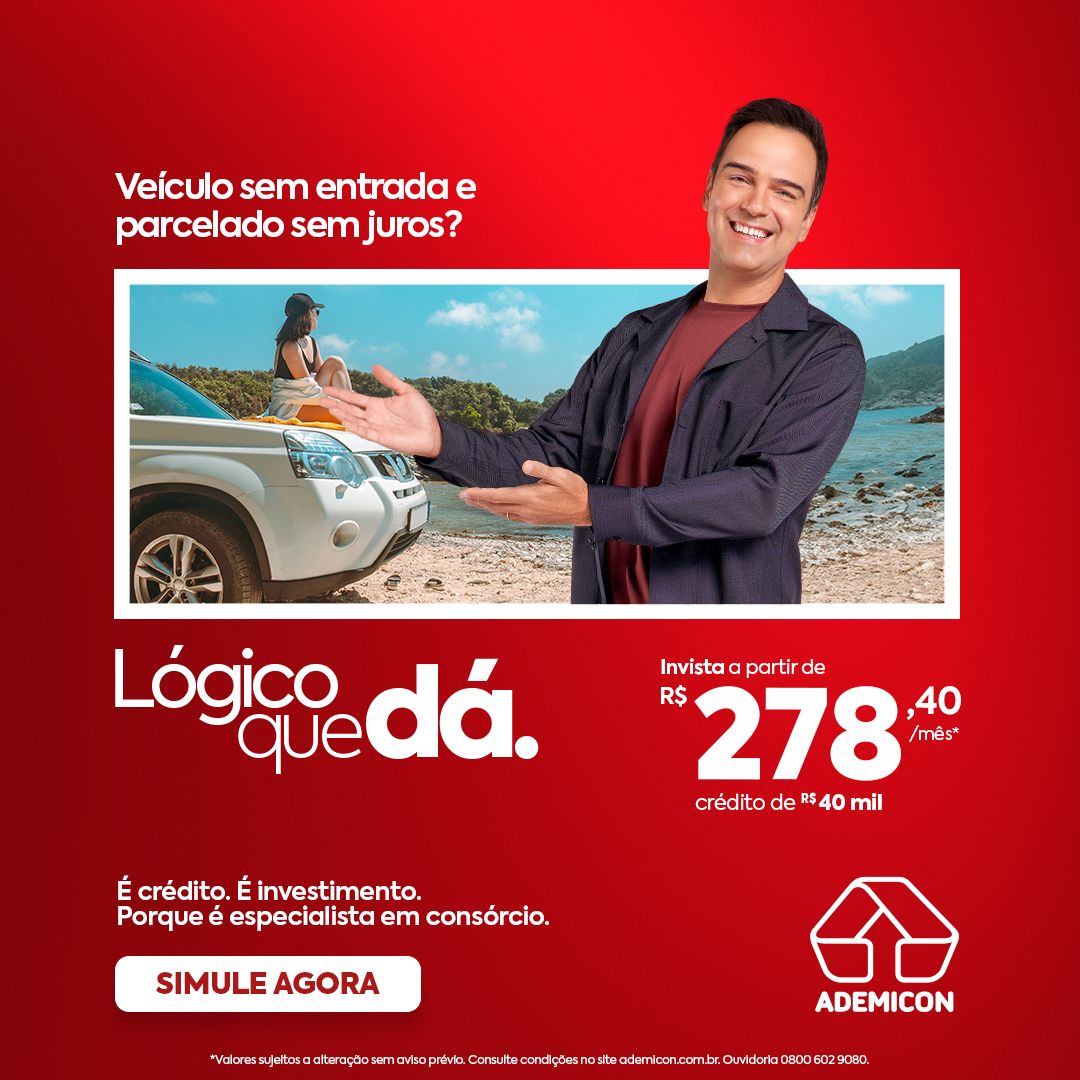 Veículo sem entrada e
parcelado sem juros?
Lógico
que dá.
Invista a partir de
R$ 278,40
/mês*
crédito de R$ 40 mil
É crédito. É investimento.
Porque é especialista em consórcio.
SIMULE AGORA
ADEMICON
*Valores sujeitos a alteração sem aviso prévio. Consulte condições no site ademicon.com.br. Ouvidoria 0800 602 9080.